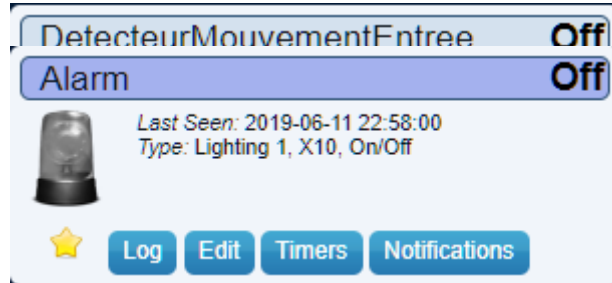 DetecteurMouvementEntree Off
Alarm Off
Last Seen: 2019-06-11 22:58:00
Type: Lighting 1, X10, On/Off
Log Edit Timers Notifications